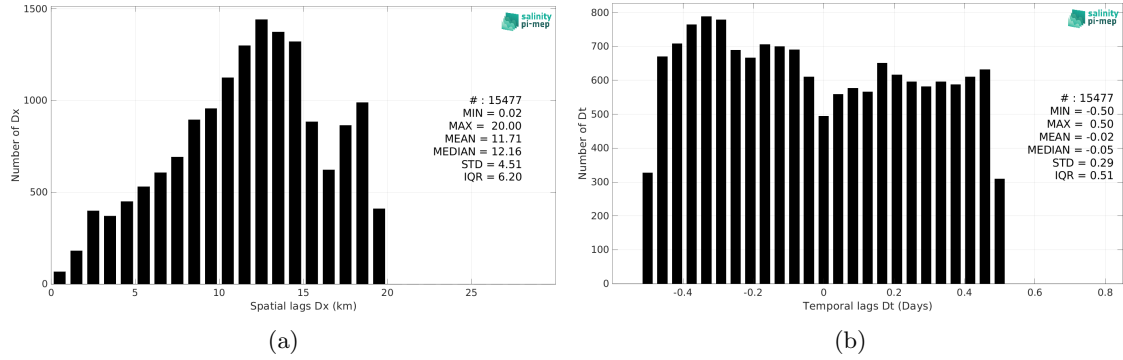 1500
1000
500
0
Number of Dx
salinity
pi-mep
# : 15477
MIN = 0.02
MAX = 20.00
MEAN = 11.71
MEDIAN = 12.16
STD = 4.51
IQR = 6.20
0 5 10 15 20 25
Spatial lags Dx (km)
(a)
800
700
600
500
400
300
200
100
0
Number of Dt
salinity
pi-mep
# : 15477
MIN = -0.50
MAX = 0.50
MEAN = -0.02
MEDIAN = -0.05
STD = 0.29
IQR = 0.51
-0.4 -0.2 0 0.2 0.4 0.6 0.8
Temporal lags Dt (Days)
(b)